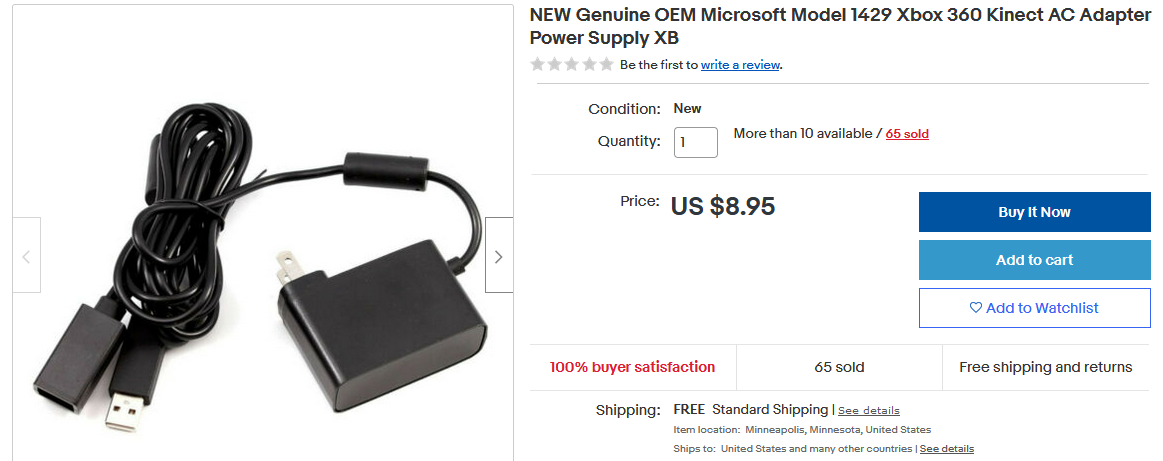 NEW Genuine OEM Microsoft Model 1429 Xbox 360 Kinect AC Adapter
Power Supply XB
Be the first to write a review.
Condition: New
Quantity: 1 More than 10 available / 65 sold
Price: US $8.95
Buy It Now
Add to cart
Add to Watchlist
100% buyer satisfaction 65 sold Free shipping and returns
Shipping: FREE Standard Shipping | See details
Item location: Minneapolis, Minnesota, United States
Ships to: United States and many other countries | See details